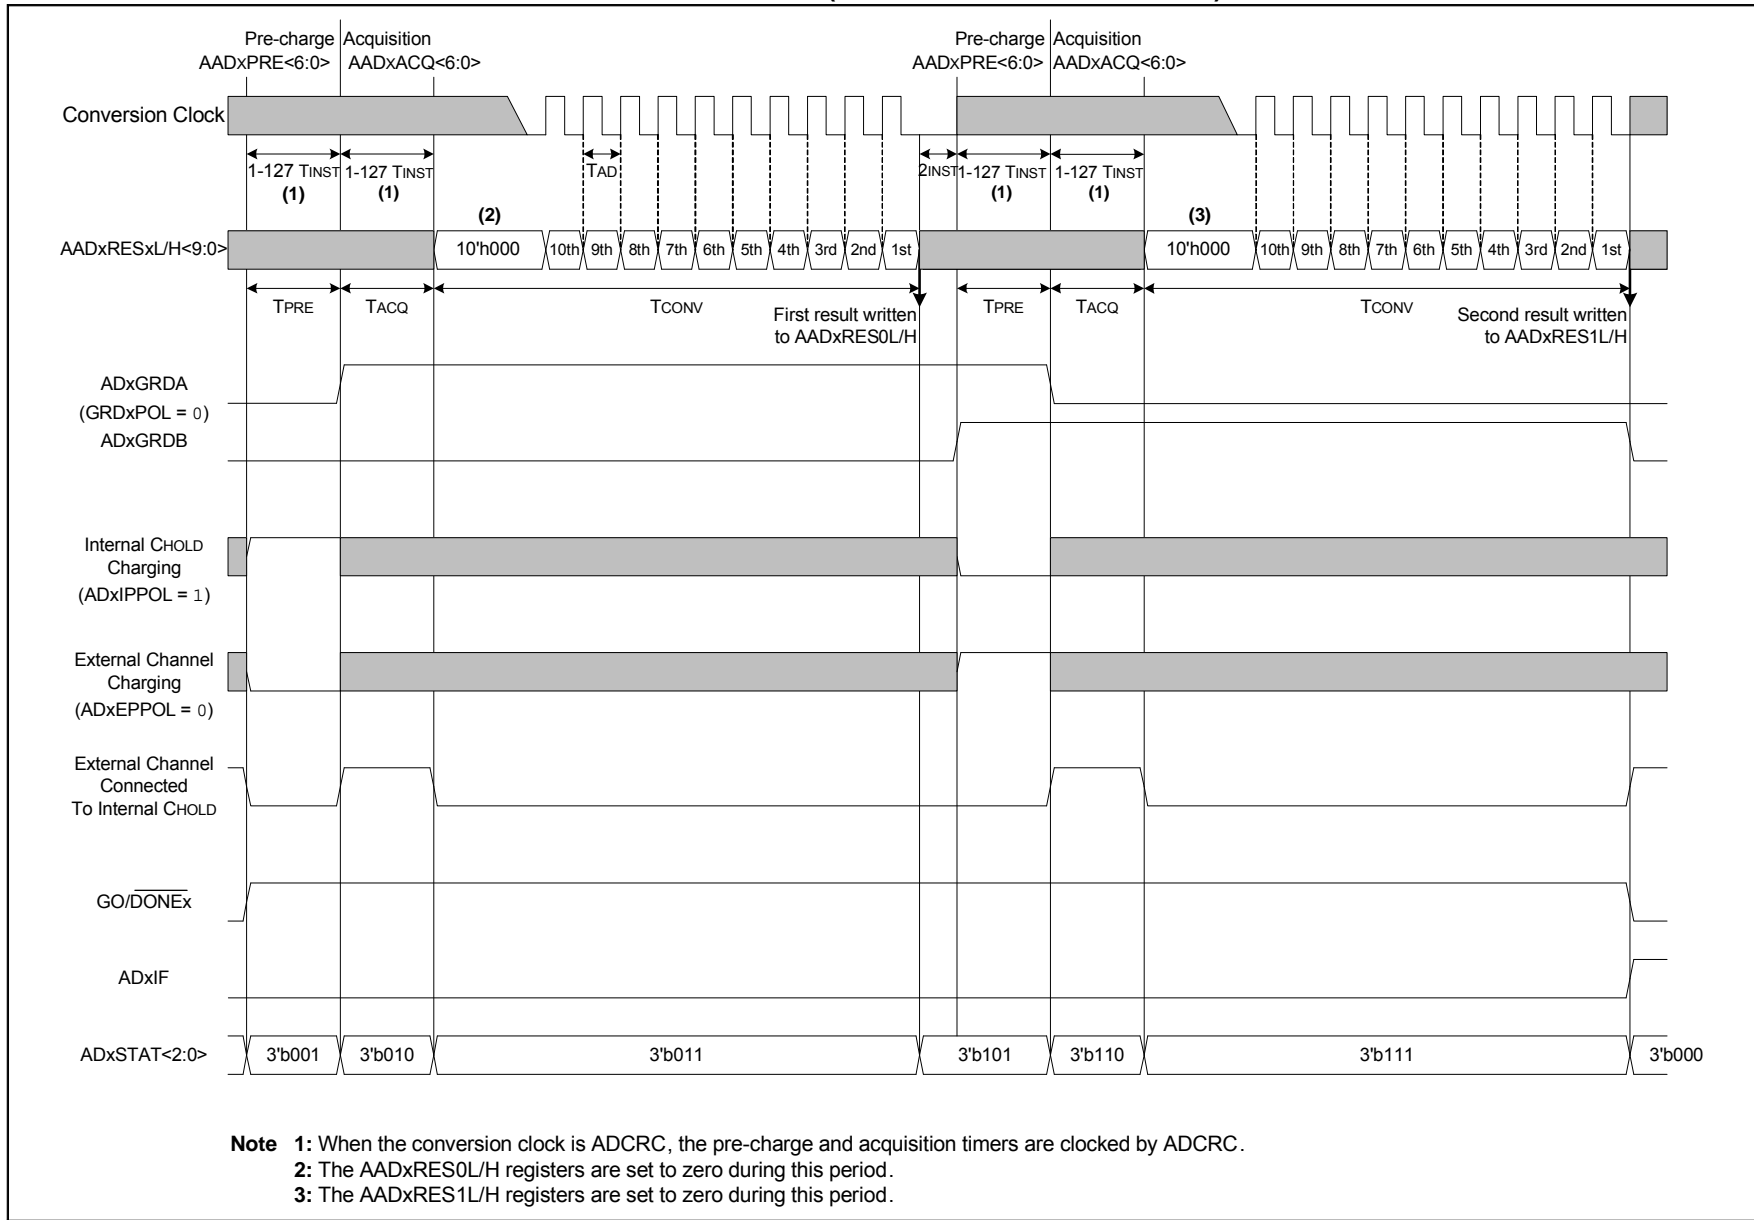 Pre-charge Acquisition Pre-charge Acquisition
AADxPRE<6:0> AADxACQ<6:0> AADxPRE<6:0> AADxACQ<6:0>
Conversion Clock
1-127 TINST 1-127 TINST TAD 2INST 1-127 TINST 1-127 TINST
(1) (1) (1) (1)
(2) (3)
AADxRESxL/H<9:0> 10'h000 10th 9th 8th 7th 6th 5th 4th 3rd 2nd 1st 10'h000 10th 9th 8th 7th 6th 5th 4th 3rd 2nd 1st
TPRE TACQ TCONV TPRE TACQ TCONV
First result written Second result written
to AADxRES0L/H to AADxRES1L/H
ADxGRDA
(GRDxPOL = 0)
ADxGRDB
Internal CHOLD
Charging
(ADxIPPOL = 1)
External Channel
Charging
(ADxEPPOL = 0)
External Channel
Connected
To Internal CHOLD
GO/DONEx
ADxIF
ADxSTAT<2:0> 3'b001 3'b010 3'b011 3'b101 3'b110 3'b111 3'b000
Note 1: When the conversion clock is ADCRC, the pre-charge and acquisition timers are clocked by ADCRC.
2: The AADxRES0L/H registers are set to zero during this period.
3: The AADxRES1L/H registers are set to zero during this period.